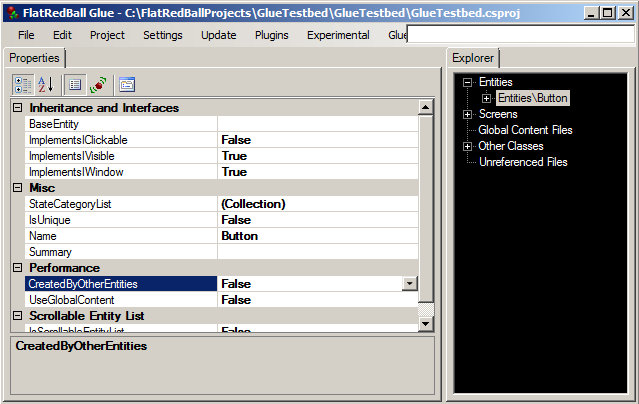 FlatRedBall Glue - C:\FlatRedBallProjects\GlueTestbed\GlueTestbed\GlueTestbed.csproj
File Edit Project Settings Update Plugins Experimental Glue
Properties
Inheritance and Interfaces
BaseEntity
ImplementsIClickable False
ImplementsIVisible True
ImplementsIWindow True
Misc
StateCategoryList (Collection)
IsUnique False
Name Button
Summary
Performance
CreatedByOtherEntities False
UseGlobalContent False
Scrollable Entity List
IsScrollableEntityList False
CreatedByOtherEntities
Explorer
Entities
Entities\Button
Screens
Global Content Files
Other Classes
Unreferenced Files